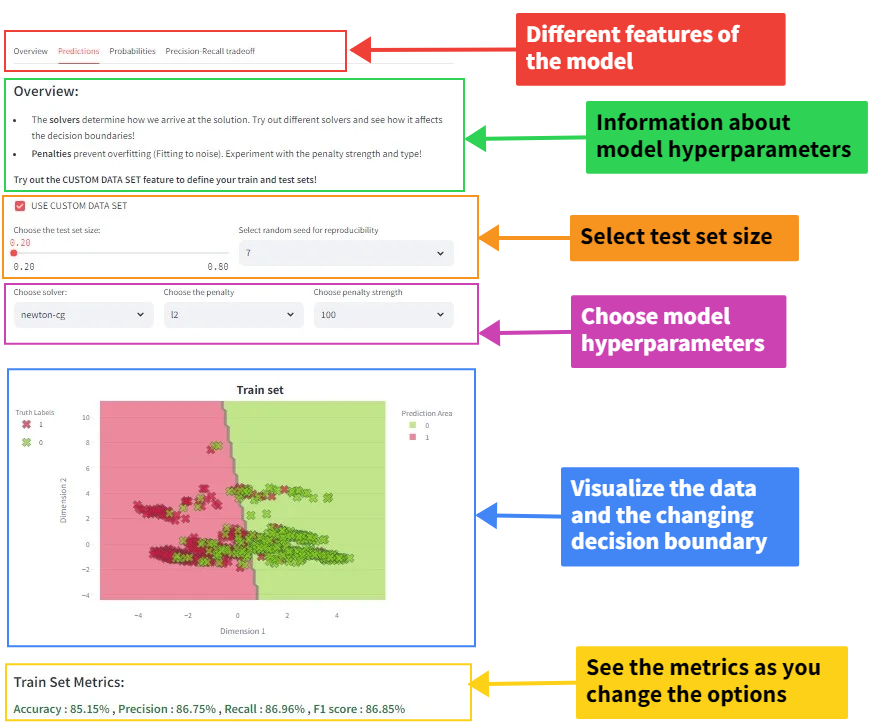 Different features of
the model
Overview Predictions Probabilities Precision-Recall tradeoff
Overview:
The solvers determine how we arrive at the solution. Try out different solvers and see how it affects
the decision boundaries!
Penalties prevent overfitting (Fitting to noise). Experiment with the penalty strength and type!
Try out the CUSTOM DATA SET feature to define your train and test sets!
Information about
model hyperparameters
USE CUSTOM DATA SET
Choose the test set size:
0.20
0.20 0.80
Select random seed for reproducibility
7
Select test set size
Choose solver: Choose the penalty Choose penalty strength
newton-cg l2 100
Choose model
hyperparameters
Train set
Truth Labels
1
0
Prediction Area
0
1
10
8
6
4
2
0
−2
−4
Dimension 2
−4 −2 0 2 4
Dimension 1
Visualize the data
and the changing
decision boundary
Train Set Metrics:
Accuracy : 85.15% , Precision : 86.75% , Recall : 86.96% , F1 score : 86.85%
See the metrics as you
change the options